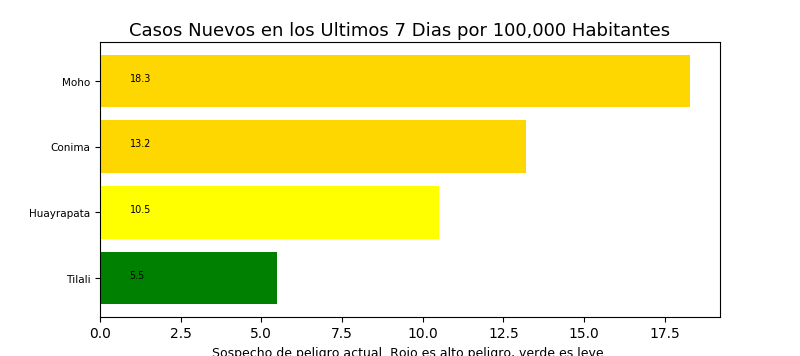 Casos Nuevos en los Ultimos 7 Dias por 100,000 Habitantes
Moho
18.3
Conima
13.2
Huayrapata
10.5
Tilali
5.5
0.0 2.5 5.0 7.5 10.0 12.5 15.0 17.5
Sospecho de peligro actual. Rojo es alto peligro, verde es leve